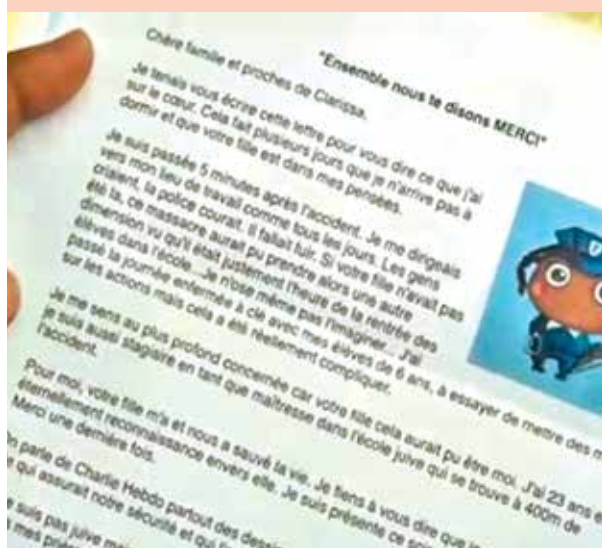 "Ensemble nous te disons MERCI"
Chère famille et proches de Clarissa,
Je tenais vous écrire cette lettre pour vous dire ce que j'ai
sur le cœur. Cela fait plusieurs jours que je n'arrive pas à
dormir et que votre fille est dans mes pensées.
Je suis passée 5 minutes après l'accident. Je me dirigeais
vers mon lieu de travail comme tous les jours. Les gens
criaient, la police courait. Il fallait fuir. Si votre fille n'avait pas
été la, ce massacre aurait pu prendre alors une autre
dimension vu qu'il était justement l'heure de la rentrée des
élèves dans l'école... Je n'ose même pas l'imaginer... J'ai
passé la journée enfermée à clé avec mes élèves de 6 ans, à essayer de mettre des m
sur les actions mais cela a été réellement compliquer.
Je me sens au plus profond concernée car votre fille cela aurait pu être moi. J'ai 23 ans e
je suis aussi stagiaire en tant que maîtresse dans l'école juive qui se trouve à 400m de
l'accident.
Pour moi, votre fille m'a et nous a sauvé la vie. Je tiens à vous dire que je
éternellement reconnaissance envers elle. Je suis présente ce
Merci une dernière fois.
n parle de Charlie Hebdo partout des
qui assurait notre sécurité et qui
suis pas juive
mes